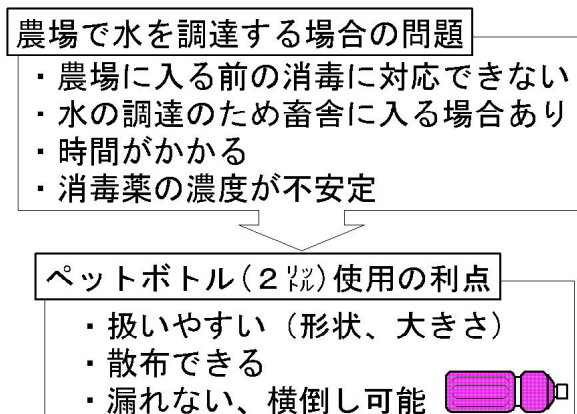 農場で水を調達する場合の問題
・農場に入る前の消毒に対応できない
・水の調達のため畜舎に入る場合あり
・時間がかかる
・消毒薬の濃度が不安定
ペットボトル(2リットル)使用の利点
・扱いやすい（形状、大きさ）
・散布できる
・漏れない、横倒し可能